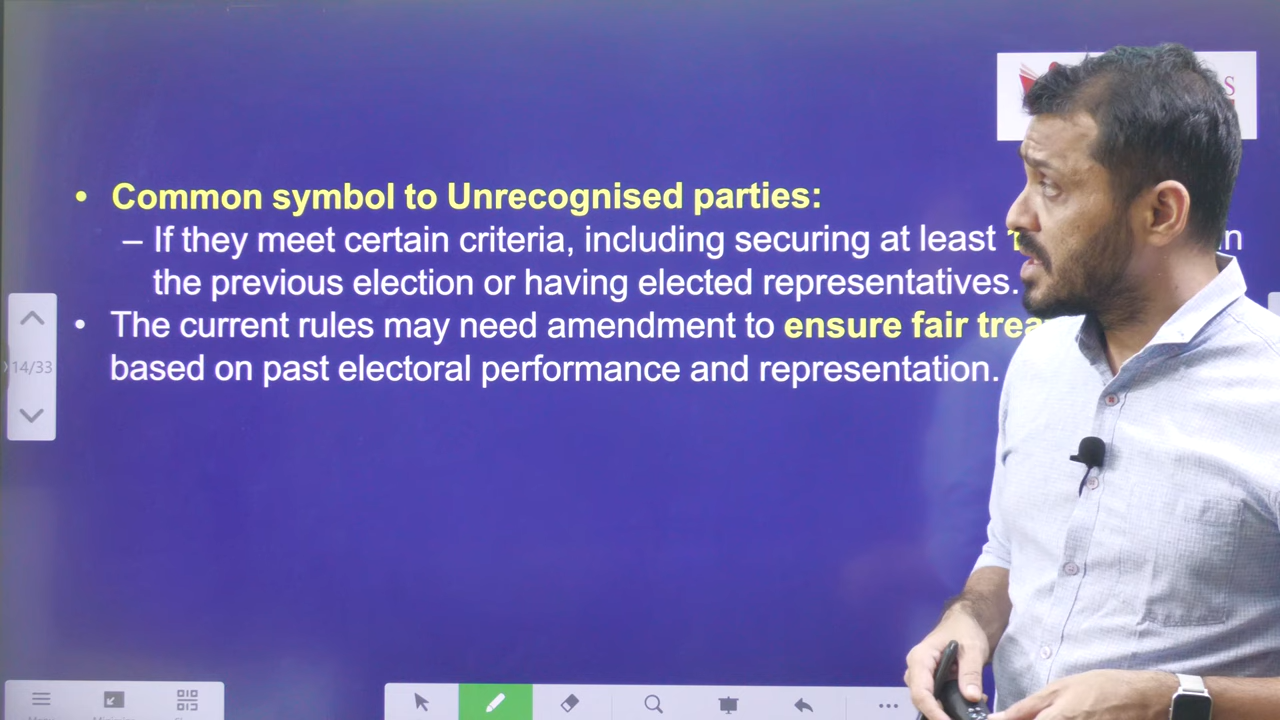 S
• Common symbol to Unrecognised parties:
– If they meet certain criteria, including securing at least
the previous election or having elected representatives.
• The current rules may need amendment to ensure fair
based on past electoral performance and representation.
14/33